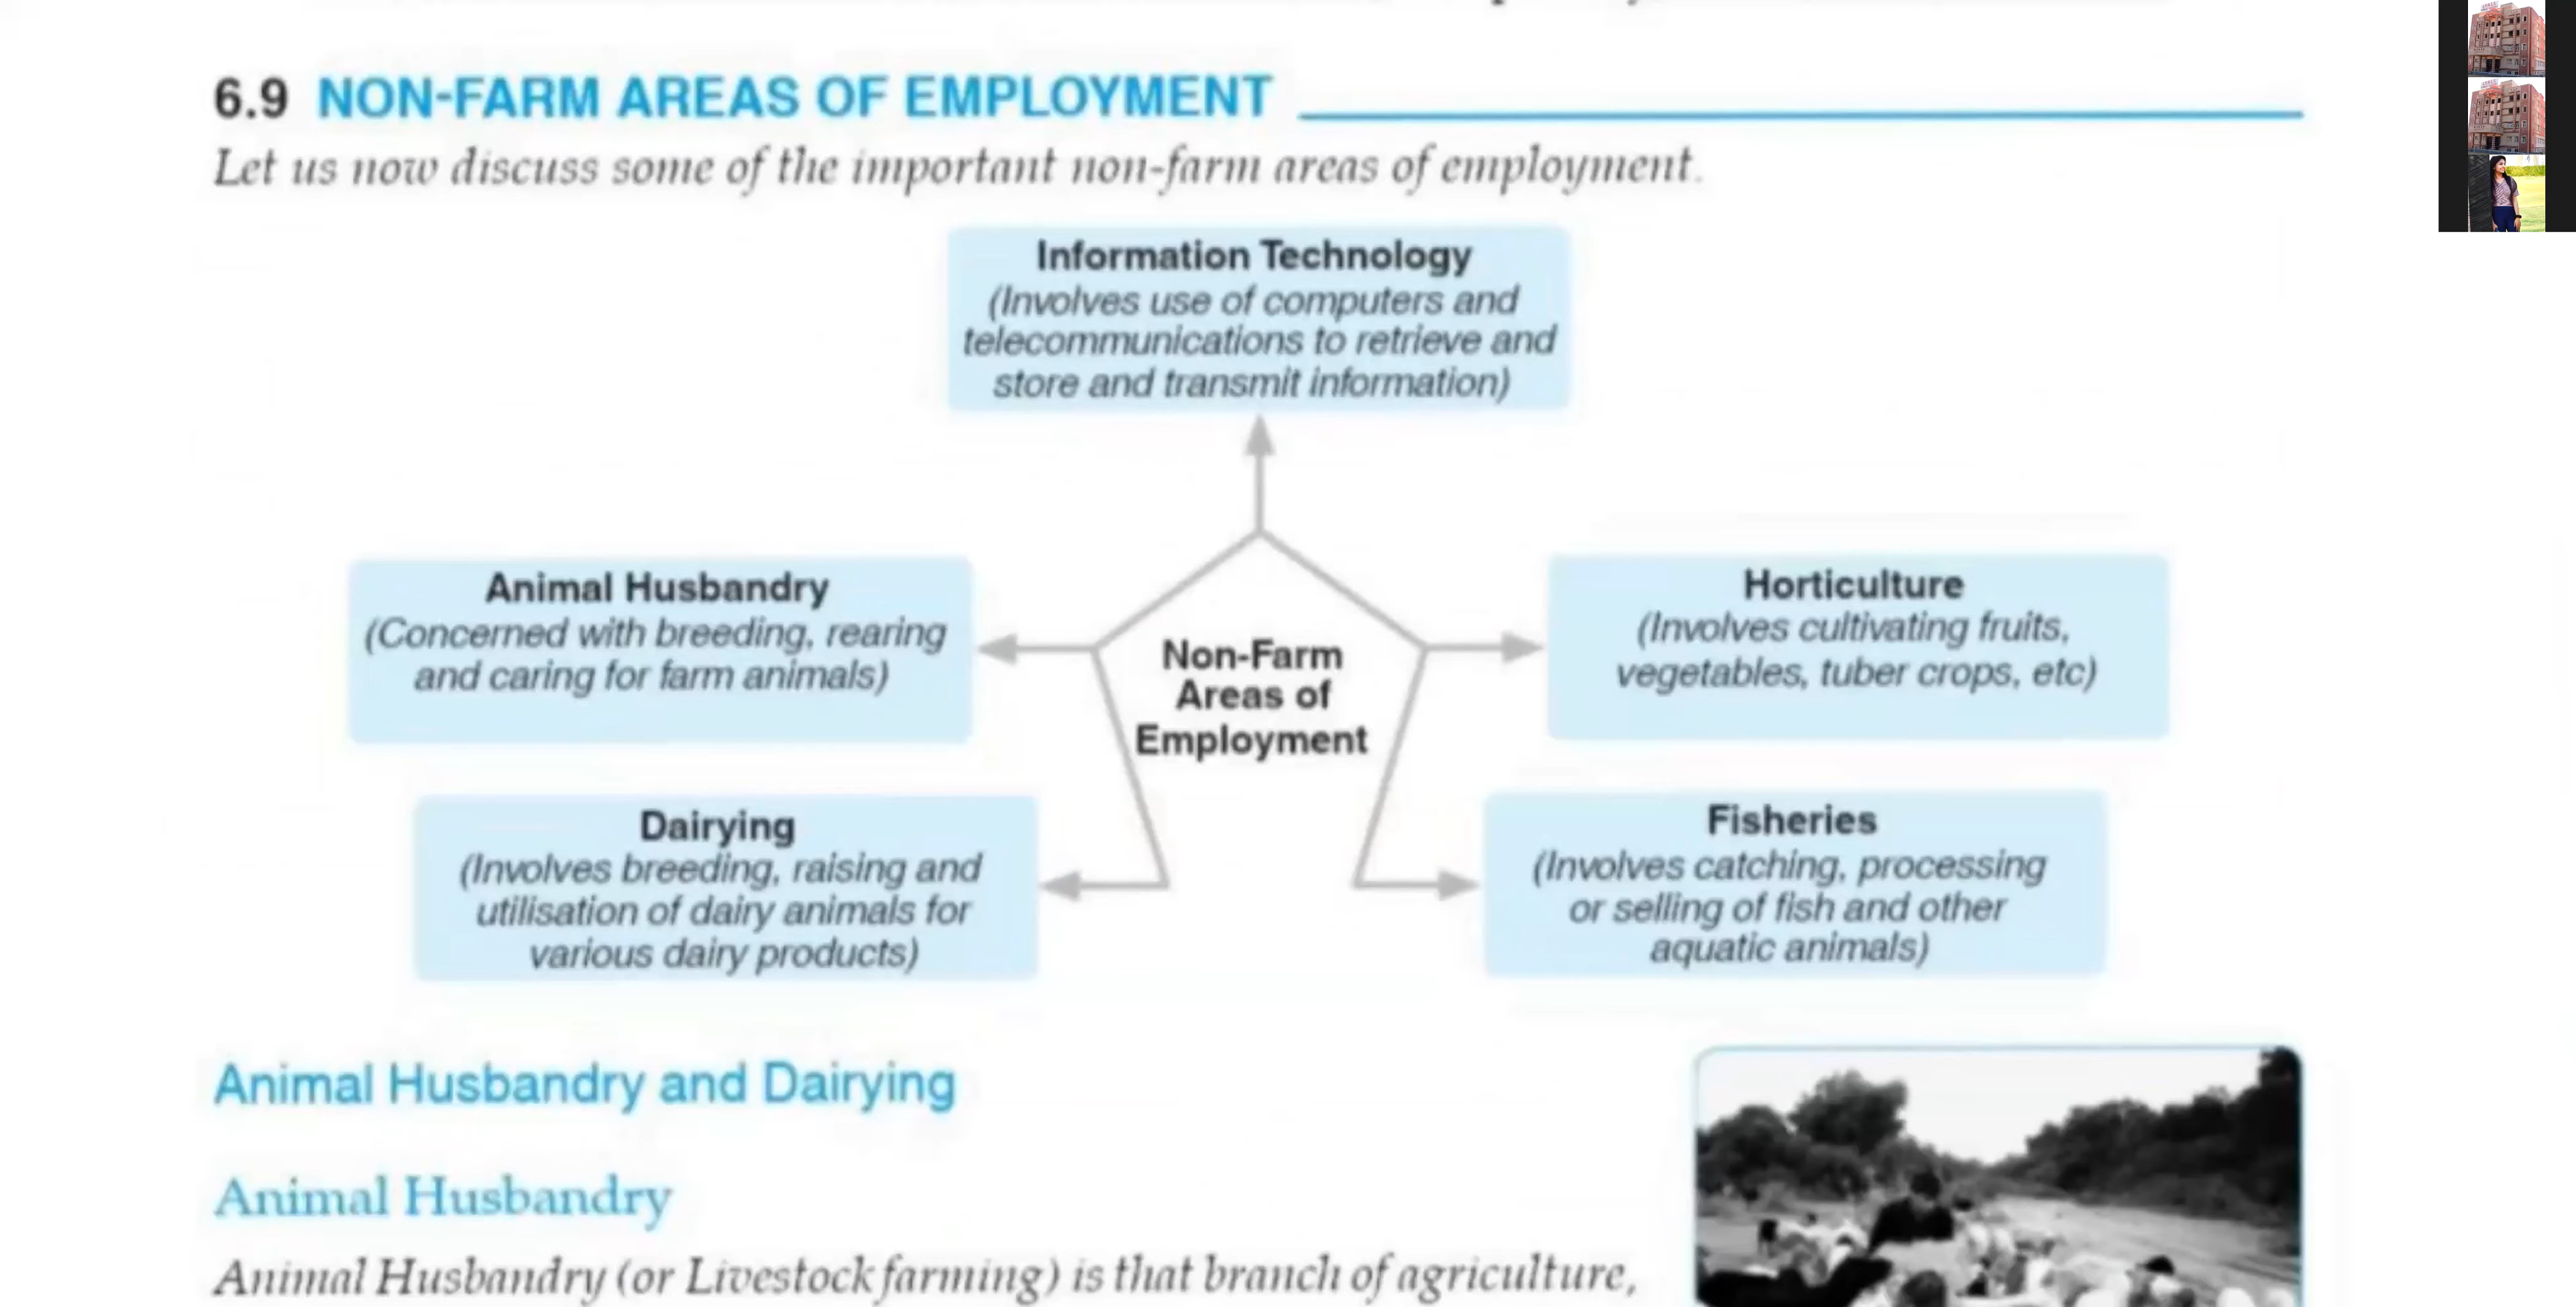 6.9 NON-FARM AREAS OF EMPLOYMENT
Let us now discuss some of the important non-farm areas of employment.
Information Technology
(Involves use of computers and
telecommunications to retrieve and
store and transmit information)
Animal Husbandry
(Concerned with breeding, rearing
and caring for farm animals)
Horticulture
(Involves cultivating fruits,
vegetables, tuber crops, etc)
Non-Farm
Areas of
Employment
Dairying
(Involves breeding, raising and
utilisation of dairy animals for
various dairy products)
Fisheries
(Involves catching, processing
or selling of fish and other
aquatic animals)
Animal Husbandry and Dairying
Animal Husbandry
Animal Husbandry (or Livestock farming) is that branch of agriculture,